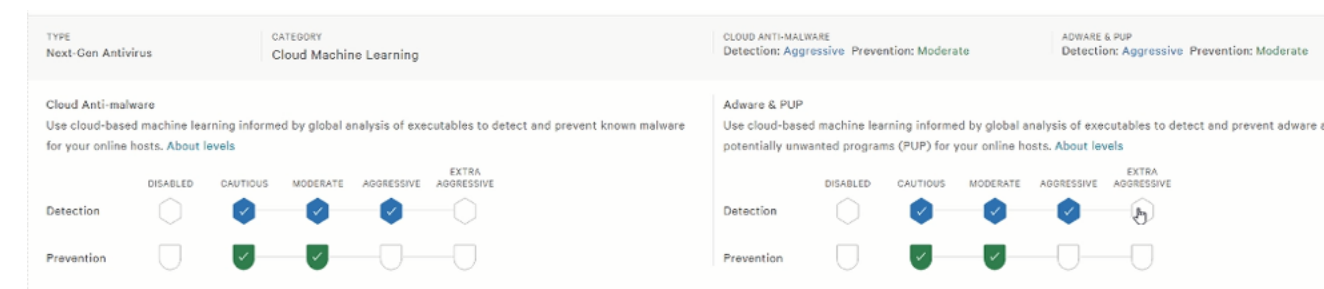 TYPE
Next-Gen Antivirus
CATEGORY
Cloud Machine Learning
CLOUD ANTI-MALWARE
Detection: Aggressive Prevention: Moderate
ADWARE & PUP
Detection: Aggressive Prevention: Moderate
Cloud Anti-malware
Use cloud-based machine learning informed by global analysis of executables to detect and prevent known malware
for your online hosts. About levels
DISABLED CAUTIOUS MODERATE AGGRESSIVE EXTRA
AGGRESSIVE
Detection
Prevention
Adware & PUP
Use cloud-based machine learning informed by global analysis of executables to detect and prevent adware
potentially unwanted programs (PUP) for your online hosts. About levels
DISABLED CAUTIOUS MODERATE AGGRESSIVE EXTRA
AGGRESSIVE
Detection
Prevention